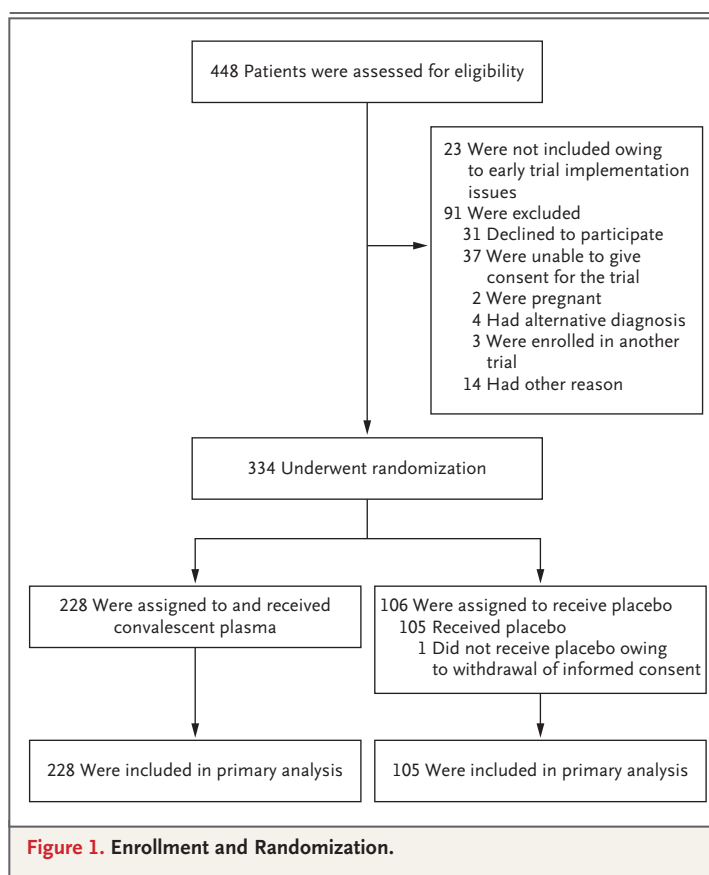 448 Patients were assessed for eligibility
23 Were not included owing
to early trial implementation
issues
91 Were excluded
31 Declined to participate
37 Were unable to give
consent for the trial
2 Were pregnant
4 Had alternative diagnosis
3 Were enrolled in another
trial
14 Had other reason
334 Underwent randomization
228 Were assigned to and received
convalescent plasma
106 Were assigned to receive placebo
105 Received placebo
1 Did not receive placebo owing
to withdrawal of informed consent
228 Were included in primary analysis
105 Were included in primary analysis
Figure 1. Enrollment and Randomization.